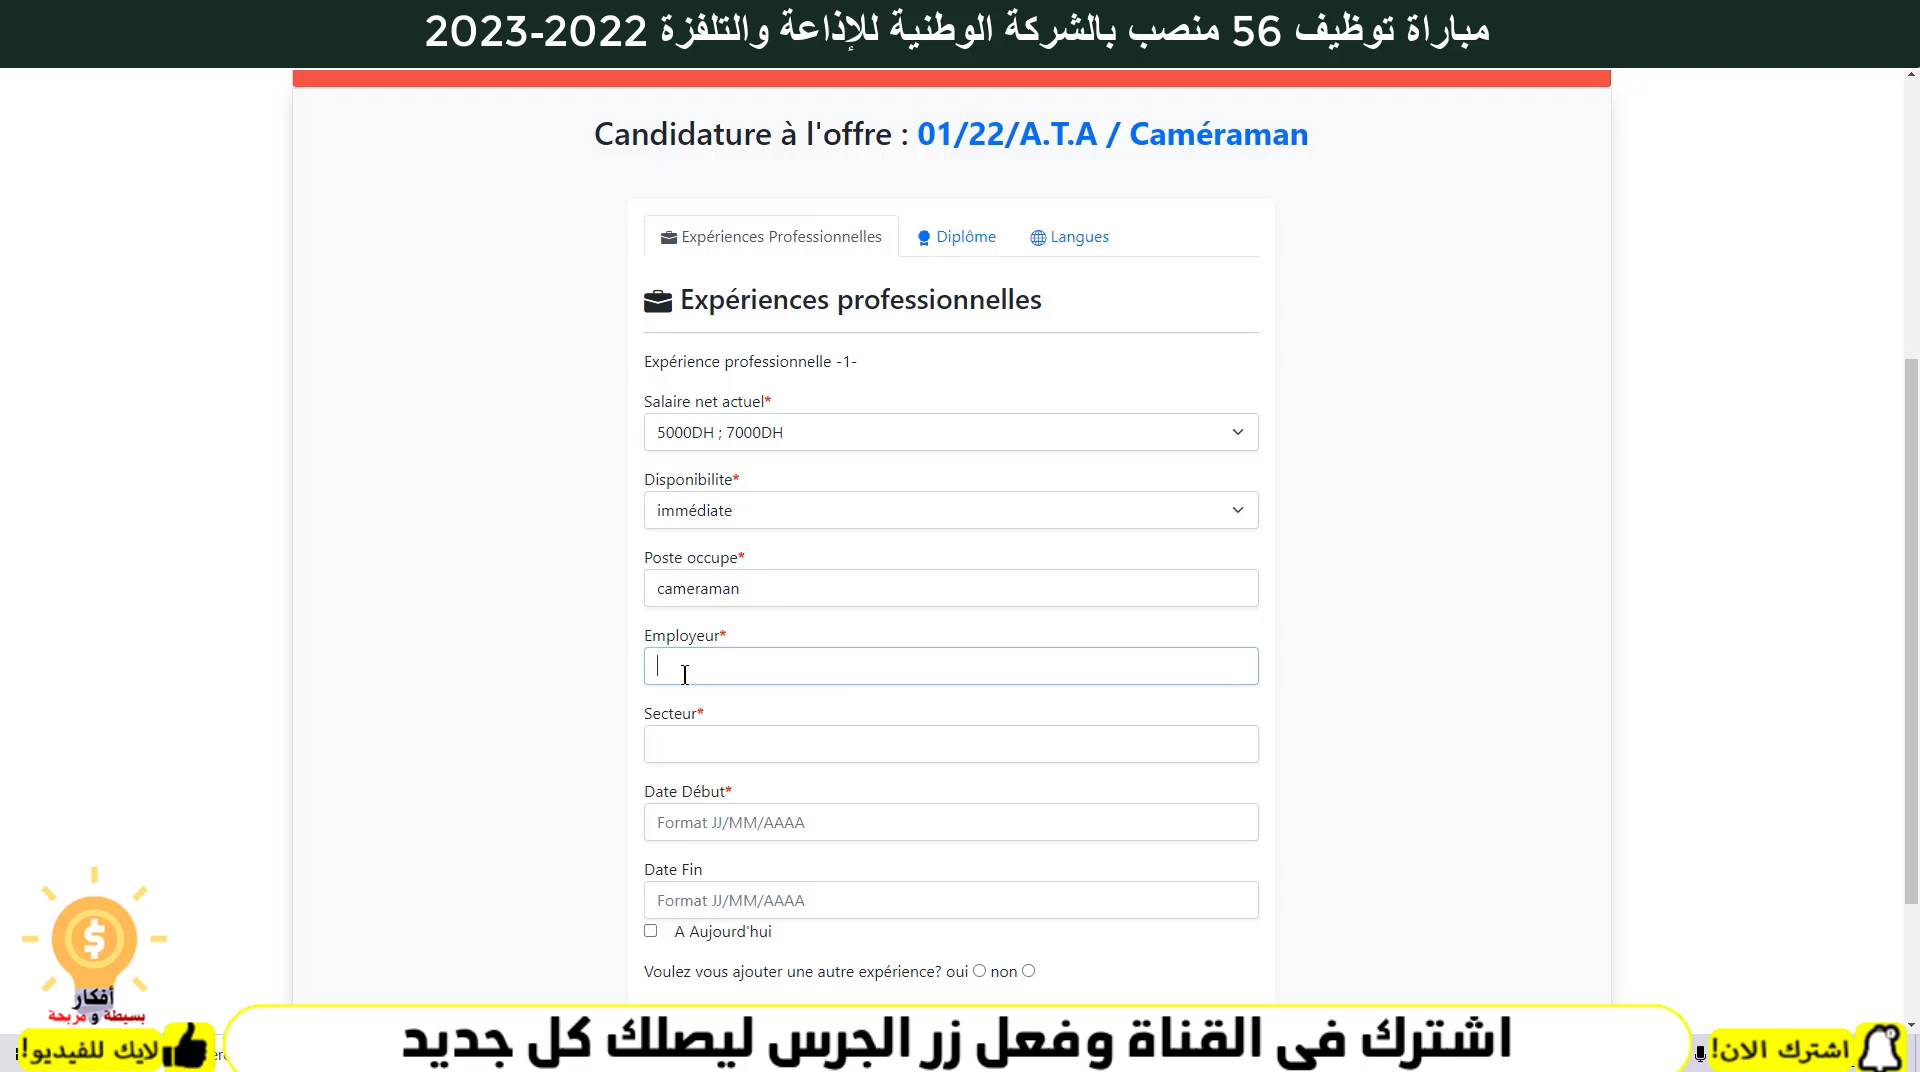 مباراة توظيف 56 منصب بالشركة الوطنية للإذاعة والتلفزة 2022-2023
Candidature à l'offre : 01/22/A.T.A / Caméraman
Expériences Professionnelles
Diplôme
Langues
Expériences professionnelles
Expérience professionnelle -1-
Salaire net actuel*
5000DH ; 7000DH
Disponibilite*
immédiate
Poste occupe*
cameraman
Employeur*
Secteur*
Date Début*
Format JJ/MM/AAAA
Date Fin
Format JJ/MM/AAAA
A Aujourd'hui
Voulez vous ajouter une autre expérience? oui non
$
أفكار
بسيطة و مربحة
لايك للفيديو!
اشترك فى القناة وفعل زر الجرس ليصلك كل جديد
اشترك الان!